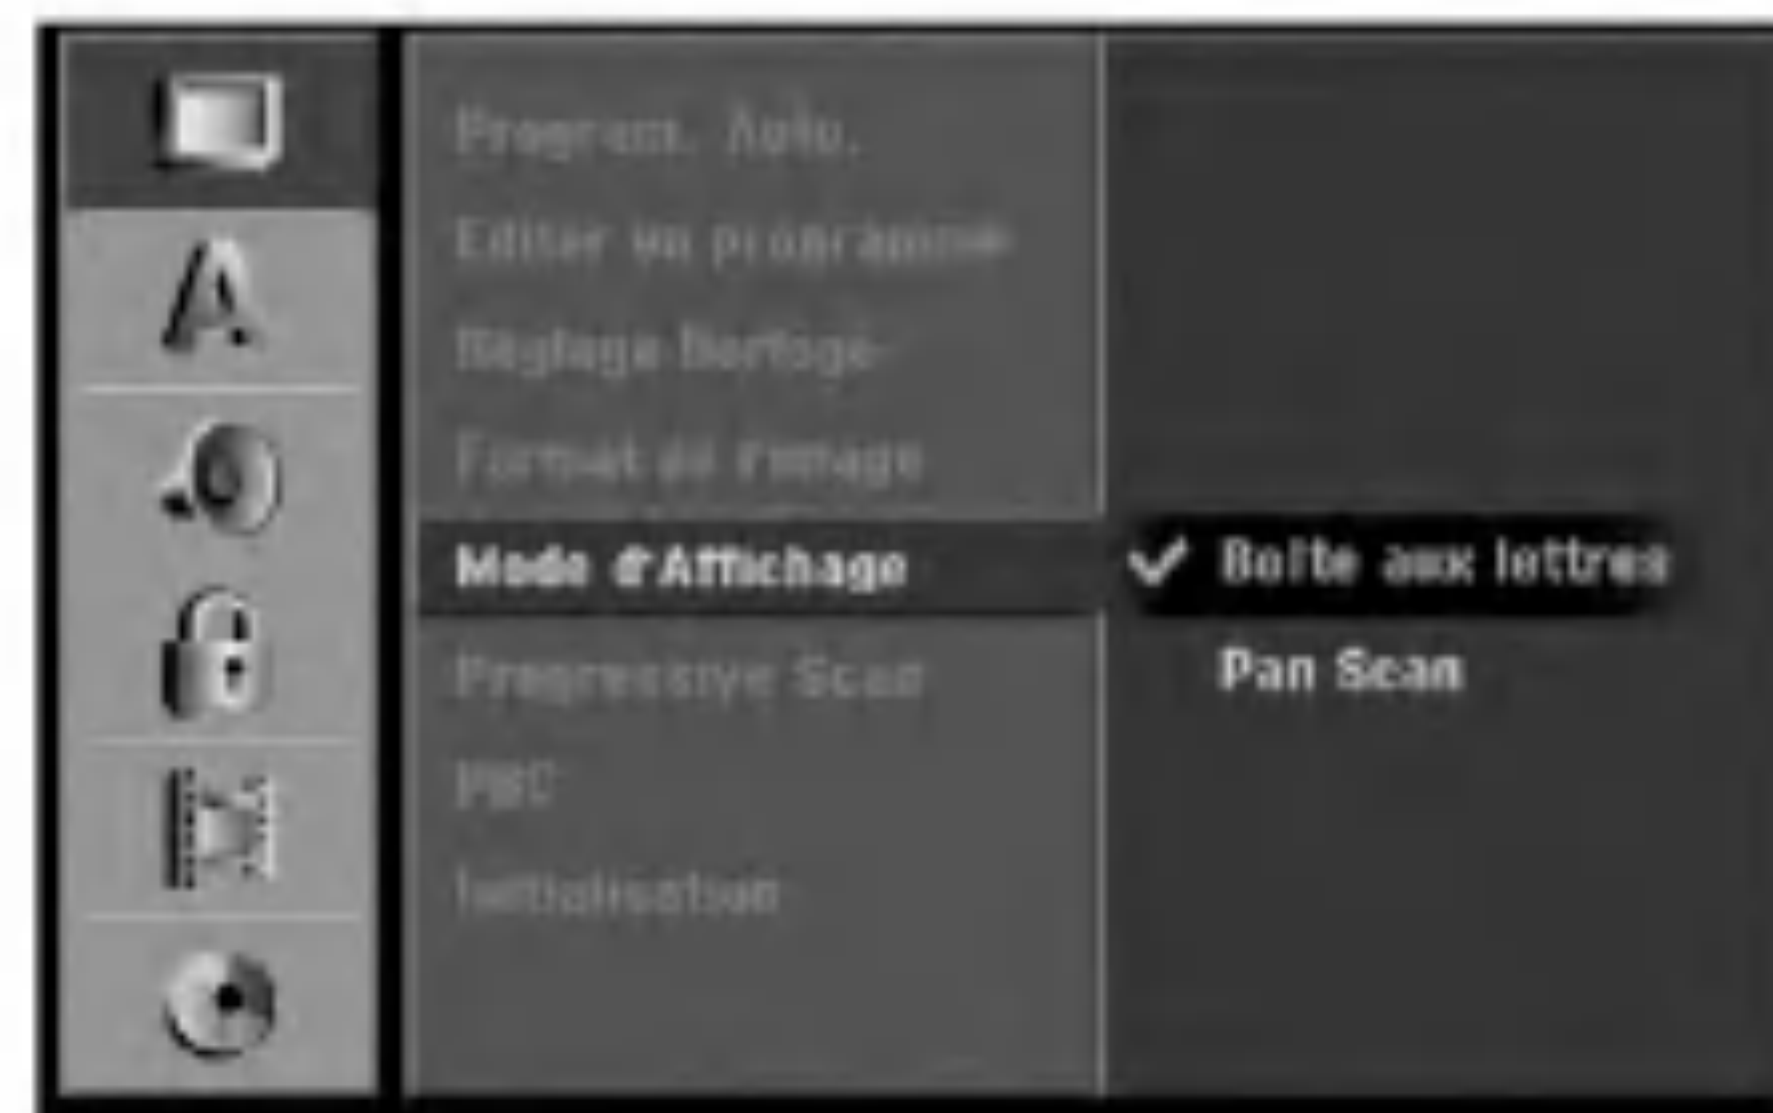 Program. Auto.
Editer un programme
Réglage Horloge
Format de l'image
Mode d'Affichage
✓ Boîte aux lettres
Pan Scan
Progressive Scan
PBC
Initialisation